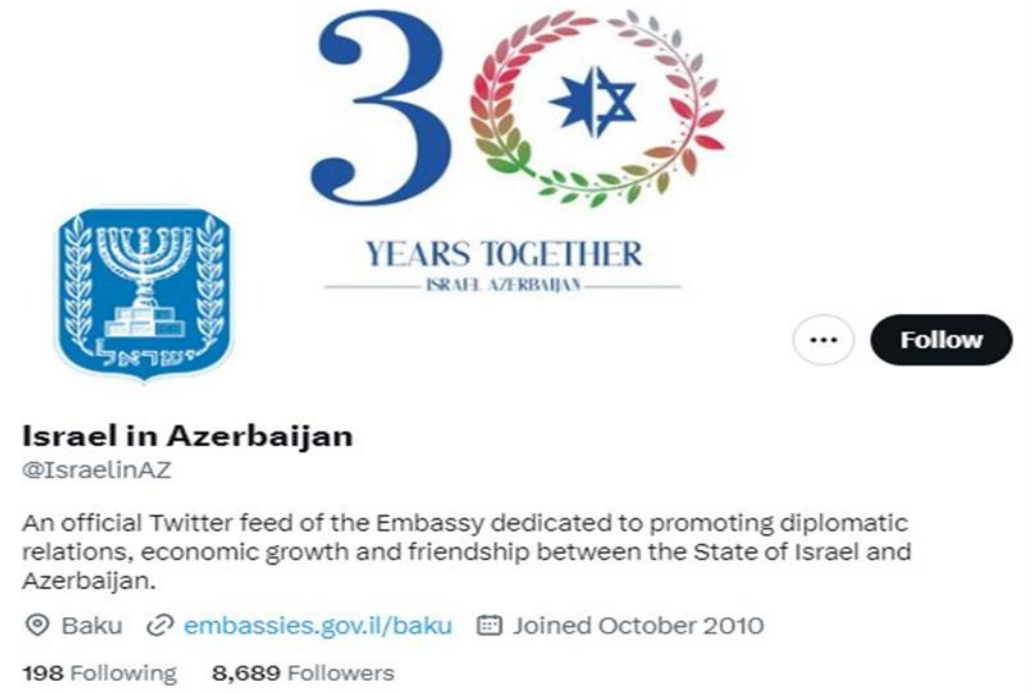 30
YEARS TOGETHER
ISRAEL AZERBAIJAN
ישראל
Follow
Israel in Azerbaijan
@IsraelinAZ
An official Twitter feed of the Embassy dedicated to promoting diplomatic
relations, economic growth and friendship between the State of Israel and
Azerbaijan.
Baku embassies.gov.il/baku Joined October 2010
198 Following 8,689 Followers